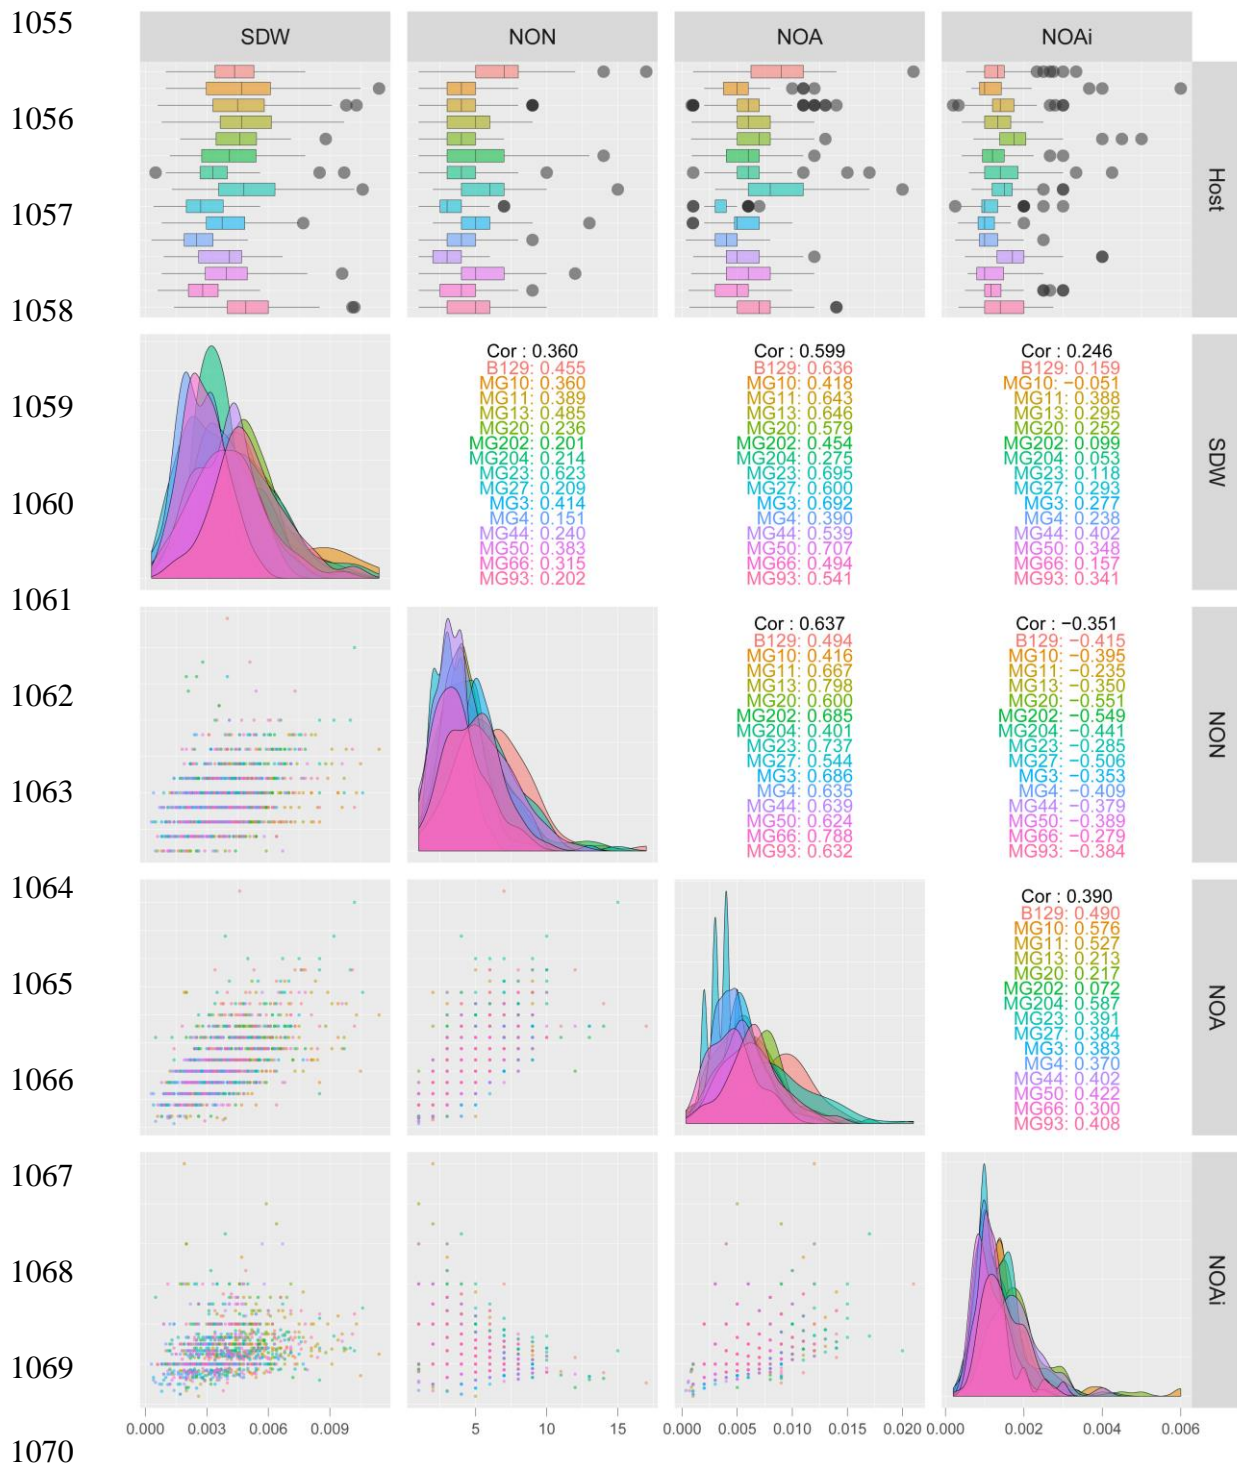 1055
SDW NON NOA NOAi
1056
Host
1057
1058
Cor : 0.360 Cor : 0.599 Cor : 0.246
B129: 0.455 B129: 0.636 B129: 0.159
MG10: 0.360 MG10: 0.418 MG10: −0.051
1059
MG11: 0.389 MG11: 0.643 MG11: 0.388
MG13: 0.485 MG13: 0.646 MG13: 0.295
MG20: 0.236 MG20: 0.579 MG20: 0.252
MG202: 0.201 MG202: 0.454 MG202: 0.099
MG204: 0.214 MG204: 0.275 MG204: 0.053
SDW
MG23: 0.623 MG23: 0.695 MG23: 0.118
MG27: 0.209 MG27: 0.600 MG27: 0.293
1060
MG3: 0.414 MG3: 0.692 MG3: 0.277
MG4: 0.151 MG4: 0.390 MG4: 0.238
MG44: 0.240 MG44: 0.539 MG44: 0.402
MG50: 0.383 MG50: 0.707 MG50: 0.348
MG66: 0.315 MG66: 0.494 MG66: 0.157
MG93: 0.202 MG93: 0.541 MG93: 0.341
1061
Cor : 0.637 Cor : −0.351
B129: 0.494 B129: −0.415
MG10: 0.416 MG10: −0.395
MG11: 0.667 MG11: −0.235
MG13: 0.798 MG13: −0.350
1062
MG20: 0.600 MG20: −0.551
MG202: 0.685 MG202: −0.549
MG204: 0.401 MG204: −0.441
NON
MG23: 0.737 MG23: −0.285
MG27: 0.544 MG27: −0.506
MG3: 0.686 MG3: −0.353
1063
MG4: 0.635 MG4: −0.409
MG44: 0.639 MG44: −0.379
MG50: 0.624 MG50: −0.389
MG66: 0.788 MG66: −0.279
MG93: 0.632 MG93: −0.384
1064
Cor : 0.390
B129: 0.490
MG10: 0.576
MG11: 0.527
MG13: 0.213
MG20: 0.217
1065
MG202: 0.072
MG204: 0.587
NOA
MG23: 0.391
MG27: 0.384
MG3: 0.383
MG4: 0.370
1066
MG44: 0.402
MG50: 0.422
MG66: 0.300
MG93: 0.408
1067
1068
NOAi
1069
0.000 0.003 0.006 0.009 5 10 15 0.000 0.005 0.010 0.015 0.020 0.000 0.002 0.004 0.006
1070